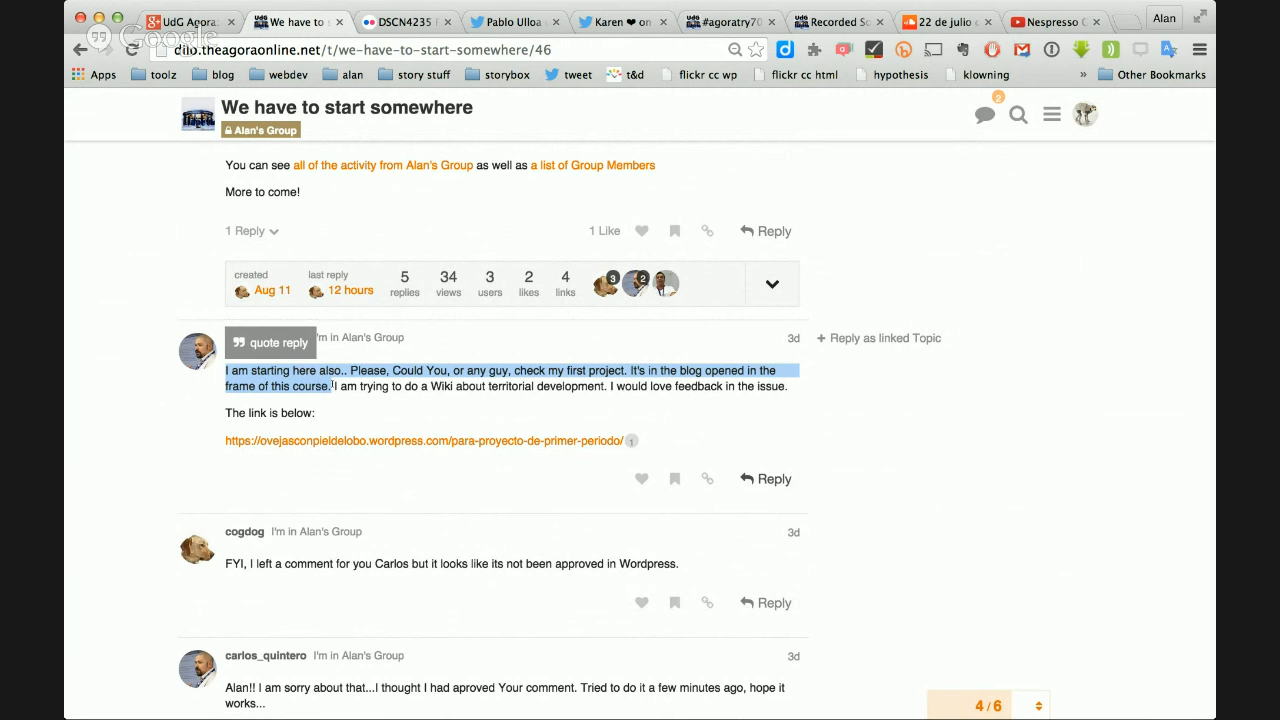 UdG Agora
We have to s
DSCN4235 F
Pablo Ulloa
Karen ❤ on
#agoratry70
Recorded So
22 de julio d
Nespresso C
Alan
Google
dilo.theagoraonline.net/t/we-have-to-start-somewhere/46
Apps toolz blog webdev alan story stuff storybox tweet t&d flickr cc wp flickr cc html hypothesis klowning » Other Bookmarks
We have to start somewhere
Alan's Group
2
You can see all of the activity from Alan's Group as well as a list of Group Members
More to come!
1 Reply 1 Like Reply
created last reply 5 34 3 2 4 3 2
Aug 11 12 hours replies views users likes links
quote reply I'm in Alan's Group 3d + Reply as linked Topic
I am starting here also.. Please, Could You, or any guy, check my first project. It's in the blog opened in the
frame of this course. I am trying to do a Wiki about territorial development. I would love feedback in the issue.
The link is below:
https://ovejasconpieldelobo.wordpress.com/para-proyecto-de-primer-periodo/ 1
Reply
cogdog I'm in Alan's Group 3d
FYI, I left a comment for you Carlos but it looks like its not been approved in Wordpress.
Reply
carlos_quintero I'm in Alan's Group 3d
Alan!! I am sorry about that...I thought I had aproved Your comment. Tried to do it a few minutes ago, hope it
works...
4 / 6